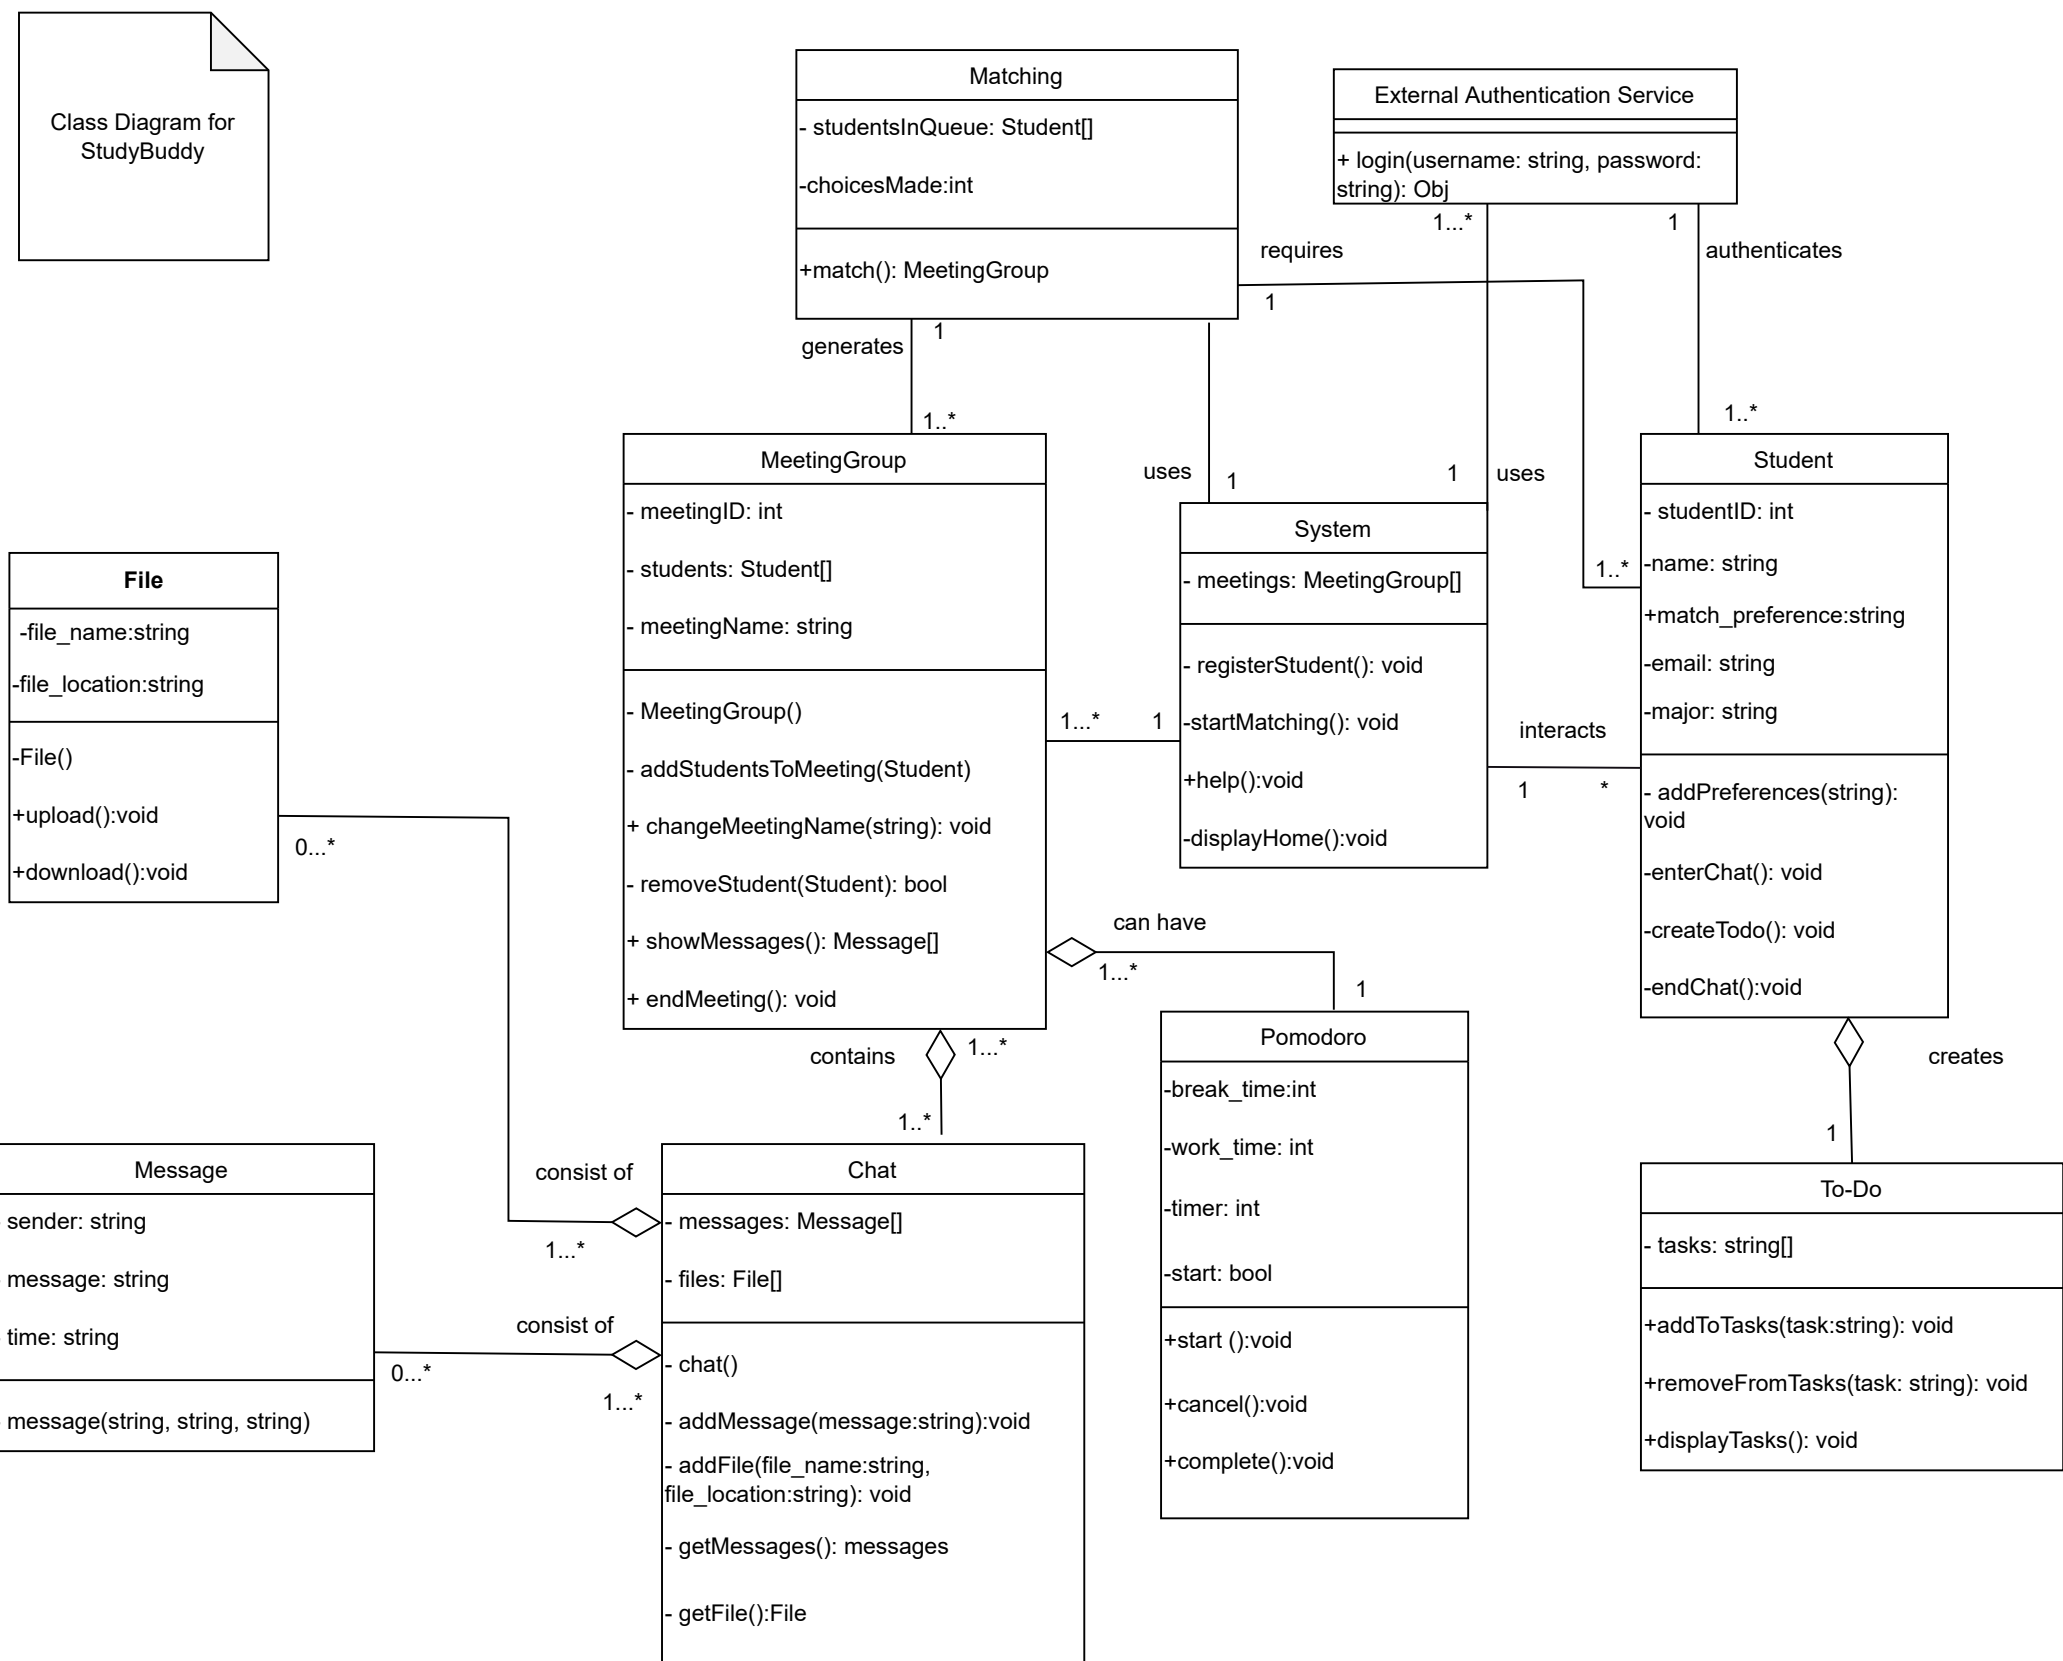 Class Diagram for
StudyBuddy
Matching
- studentsInQueue: Student[]
-choicesMade:int
+match(): MeetingGroup
External Authentication Service
+ login(username: string, password:
string): Obj
1...*
1
requires
authenticates
1
generates
1
1..*
1..*
uses
1
1
uses
1..*
MeetingGroup
- meetingID: int
- students: Student[]
- meetingName: string
- MeetingGroup()
- addStudentsToMeeting(Student)
+ changeMeetingName(string): void
- removeStudent(Student): bool
+ showMessages(): Message[]
+ endMeeting(): void
System
- meetings: MeetingGroup[]
- registerStudent(): void
-startMatching(): void
+help():void
-displayHome():void
Student
- studentID: int
-name: string
+match_preference:string
-email: string
-major: string
- addPreferences(string):
void
-enterChat(): void
-createTodo(): void
-endChat():void
1...*
1
interacts
1
*
File
-file_name:string
-file_location:string
-File()
+upload():void
+download():void
0...*
can have
1...*
1
contains
1...*
1..*
creates
1
Message
sender: string
message: string
time: string
message(string, string, string)
consist of
1...*
consist of
0...*
1...*
Chat
- messages: Message[]
- files: File[]
- chat()
- addMessage(message:string):void
- addFile(file_name:string,
file_location:string): void
- getMessages(): messages
- getFile():File
Pomodoro
-break_time:int
-work_time: int
-timer: int
-start: bool
+start ():void
+cancel():void
+complete():void
To-Do
- tasks: string[]
+addToTasks(task:string): void
+removeFromTasks(task: string): void
+displayTasks(): void